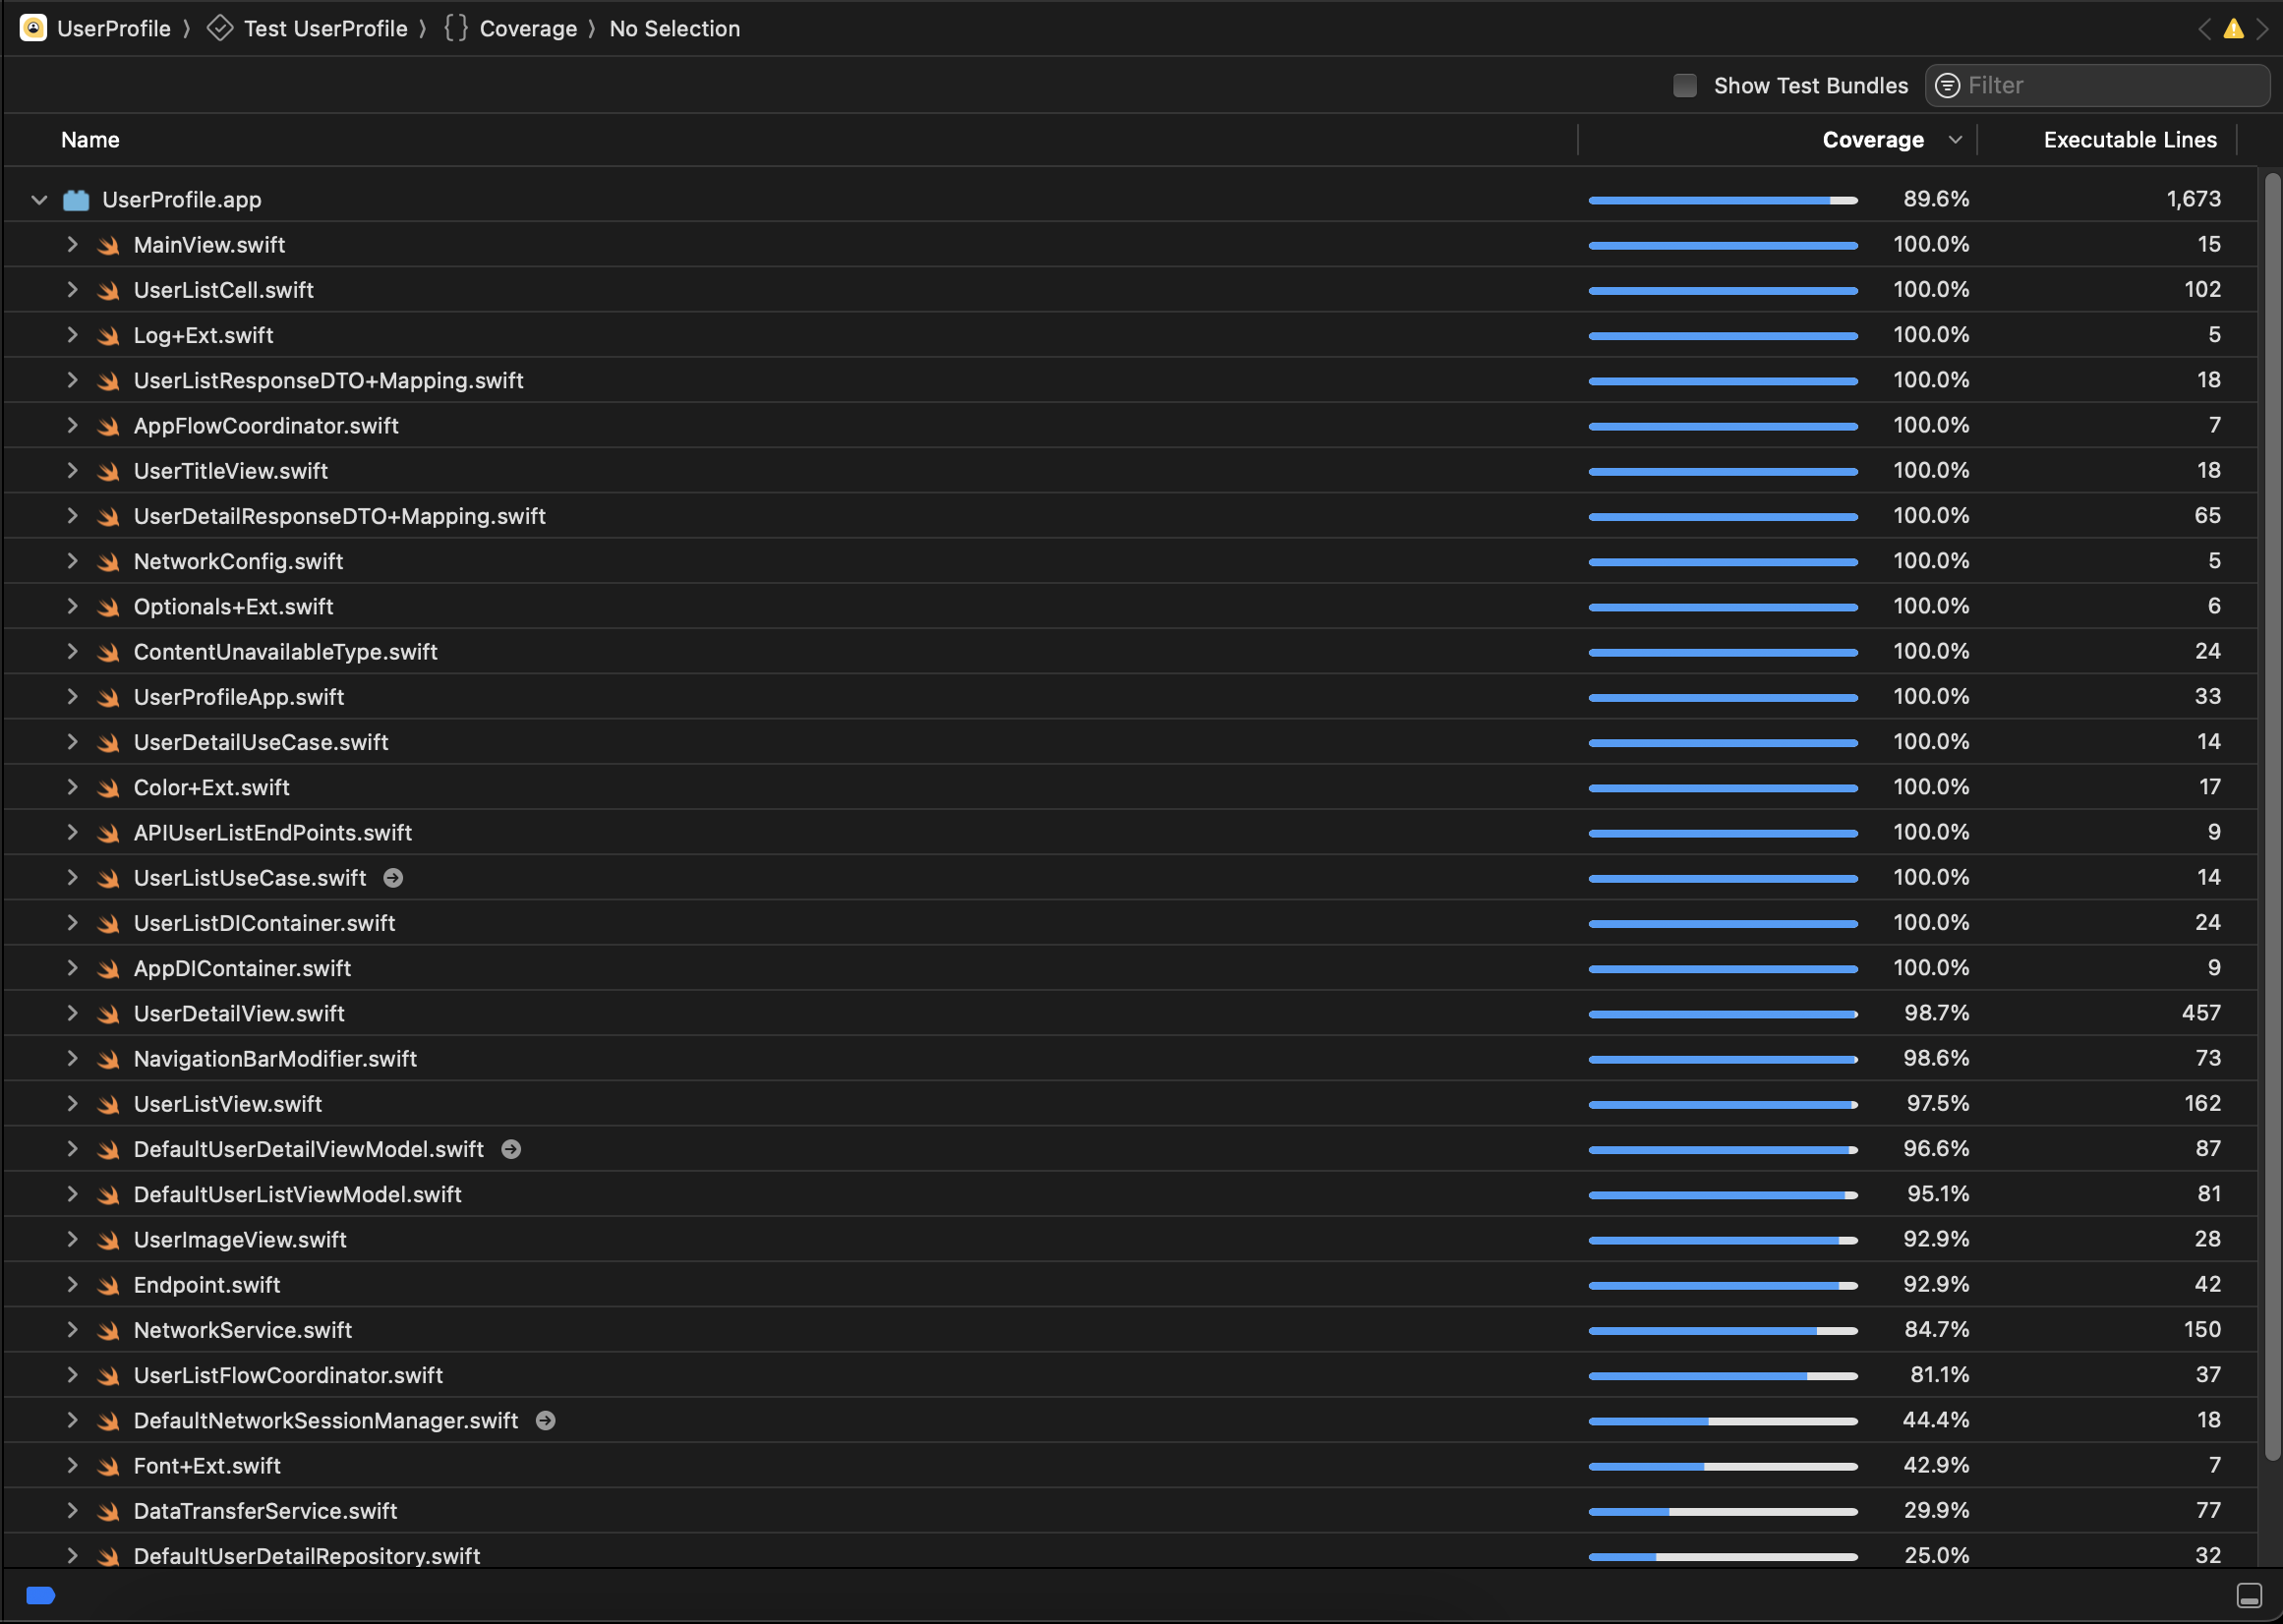 UserProfile 〉 Test UserProfile 〉 {} Coverage 〉 No Selection
Show Test Bundles Filter
Name Coverage Executable Lines
UserProfile.app 89.6% 1,673
MainView.swift 100.0% 15
UserListCell.swift 100.0% 102
Log+Ext.swift 100.0% 5
UserListResponseDTO+Mapping.swift 100.0% 18
AppFlowCoordinator.swift 100.0% 7
UserTitleView.swift 100.0% 18
UserDetailResponseDTO+Mapping.swift 100.0% 65
NetworkConfig.swift 100.0% 5
Optionals+Ext.swift 100.0% 6
ContentUnavailableType.swift 100.0% 24
UserProfileApp.swift 100.0% 33
UserDetailUseCase.swift 100.0% 14
Color+Ext.swift 100.0% 17
APIUserListEndPoints.swift 100.0% 9
UserListUseCase.swift 100.0% 14
UserListDIContainer.swift 100.0% 24
AppDIContainer.swift 100.0% 9
UserDetailView.swift 98.7% 457
NavigationBarModifier.swift 98.6% 73
UserListView.swift 97.5% 162
DefaultUserDetailViewModel.swift 96.6% 87
DefaultUserListViewModel.swift 95.1% 81
UserImageView.swift 92.9% 28
Endpoint.swift 92.9% 42
NetworkService.swift 84.7% 150
UserListFlowCoordinator.swift 81.1% 37
DefaultNetworkSessionManager.swift 44.4% 18
Font+Ext.swift 42.9% 7
DataTransferService.swift 29.9% 77
DefaultUserDetailRepository.swift 25.0% 32